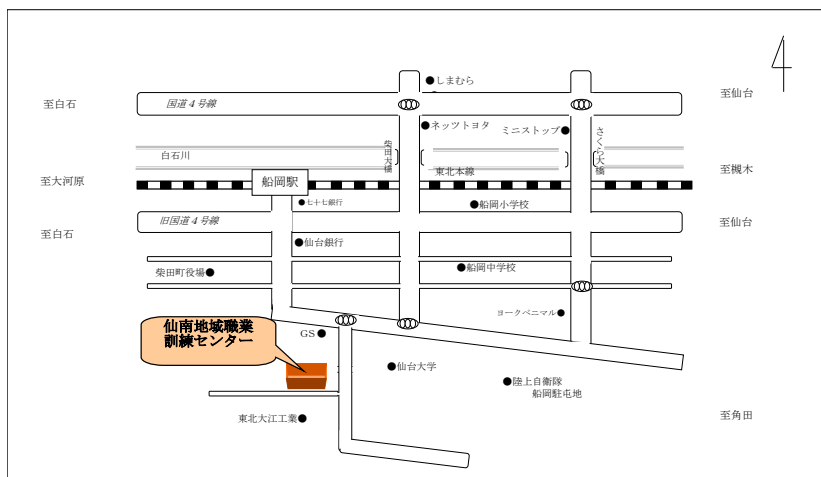 しまむら
至白石
国道４号線
至仙台
ネッツトヨタ
ミニストップ
さくら大橋
柴田大橋
白石川
東北本線
至大河原
船岡駅
至槻木
七十七銀行
船岡小学校
旧国道４号線
至仙台
至白石
仙台銀行
柴田町役場
船岡中学校
ヨークベニマル
仙南地域職業
訓練センター
GS
仙台大学
陸上自衛隊
船岡駐屯地
東北大江工業
至角田